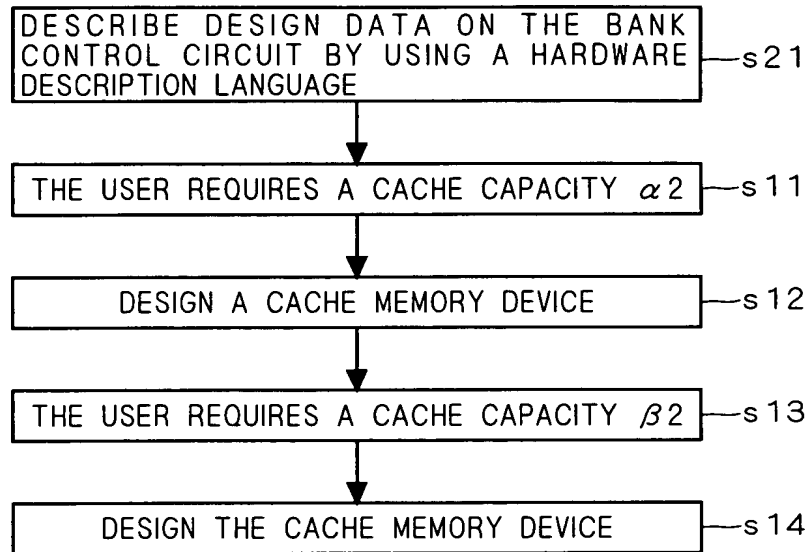 DESCRIBE DESIGN DATA ON THE BANK
CONTROL CIRCUIT BY USING A HARDWARE
DESCRIPTION LANGUAGE
s21
THE USER REQUIRES A CACHE CAPACITY α2
s11
DESIGN A CACHE MEMORY DEVICE
s12
THE USER REQUIRES A CACHE CAPACITY β2
s13
DESIGN THE CACHE MEMORY DEVICE
s14